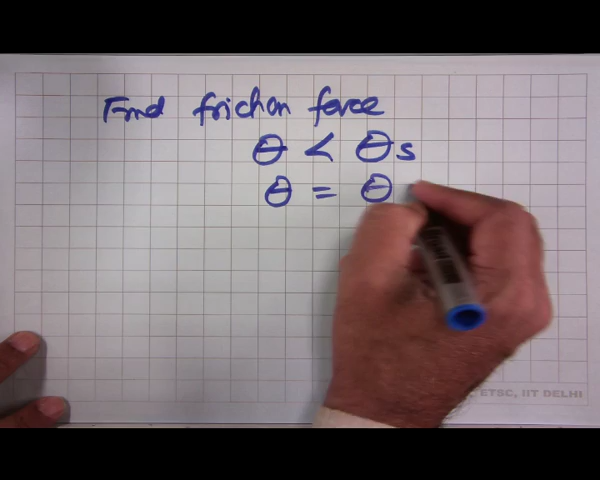 Find friction force
θ < θs
θ = θ
ETSC, IIT DELHI